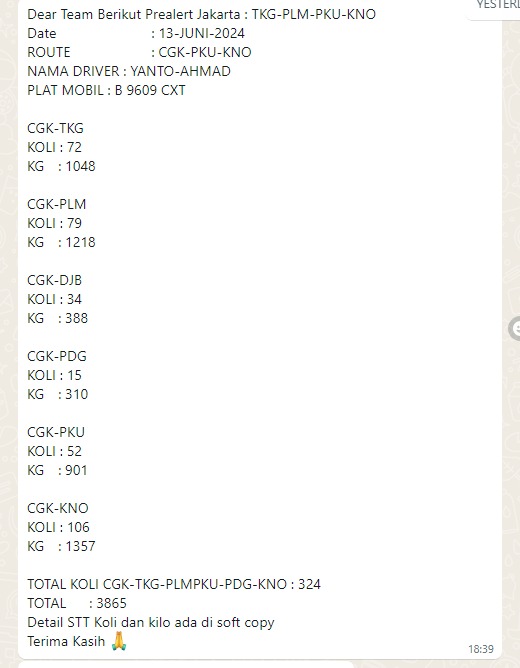 YESTER
Dear Team Berikut Prealert Jakarta : TKG-PLM-PKU-KNO
Date : 13-JUNI-2024
ROUTE : CGK-PKU-KNO
NAMA DRIVER : YANTO-AHMAD
PLAT MOBIL : B 9609 CXT
CGK-TKG
KOLI : 72
KG : 1048
CGK-PLM
KOLI : 79
KG : 1218
CGK-DJB
KOLI : 34
KG : 388
CGK-PDG
KOLI : 15
KG : 310
CGK-PKU
KOLI : 52
KG : 901
CGK-KNO
KOLI : 106
KG : 1357
TOTAL KOLI CGK-TKG-PLMPKU-PDG-KNO : 324
TOTAL : 3865
Detail STT Koli dan kilo ada di soft copy
Terima Kasih 🙏
18:39